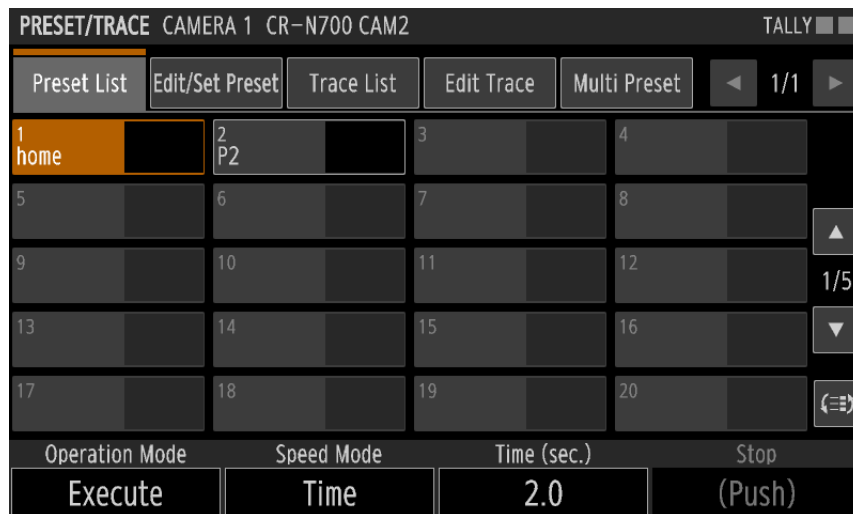 PRESET/TRACE CAMERA 1 CR-N700 CAM2 TALLY
Preset List Edit/Set Preset Trace List Edit Trace Multi Preset ◀ 1/1 ▶
1 2 3 4
home P2
5 6 7 8
▲
9 10 11 12
1/5
13 14 15 16
▼
17 18 19 20
Operation Mode Speed Mode Time (sec.) Stop
Execute Time 2.0 (Push)